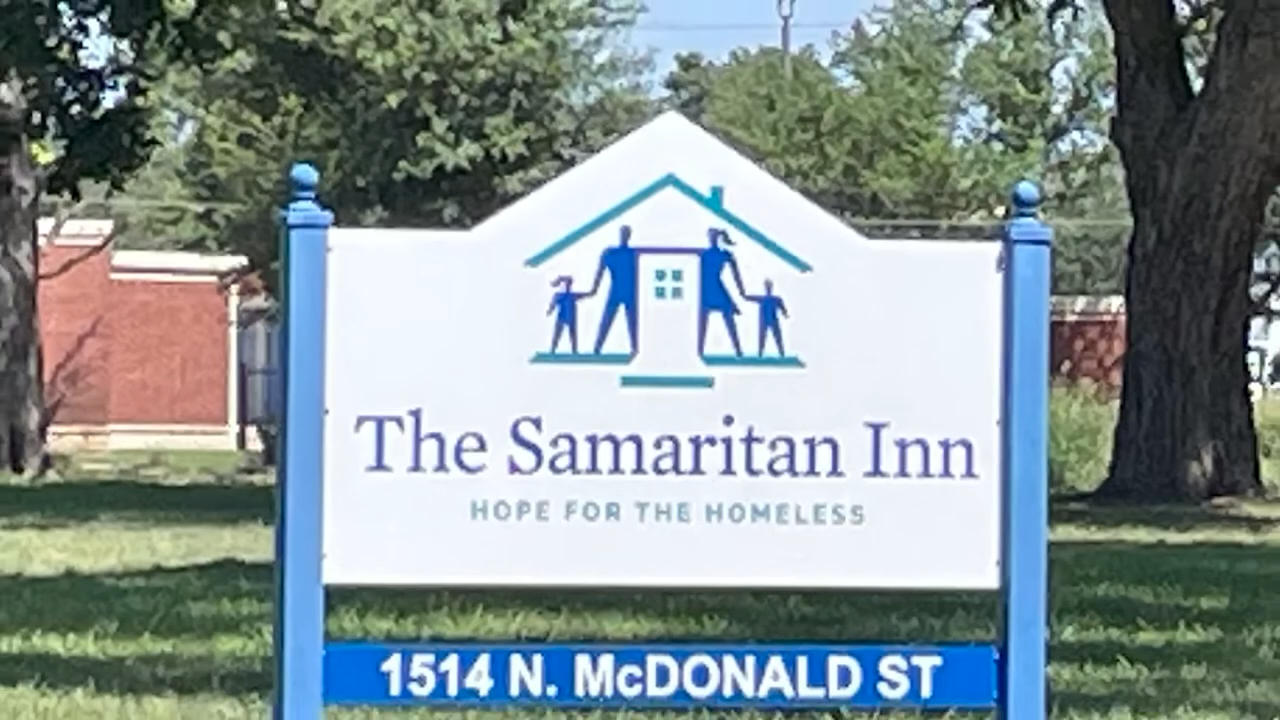 The Samaritan Inn
HOPE FOR THE HOMELESS
1514 N. McDONALD ST